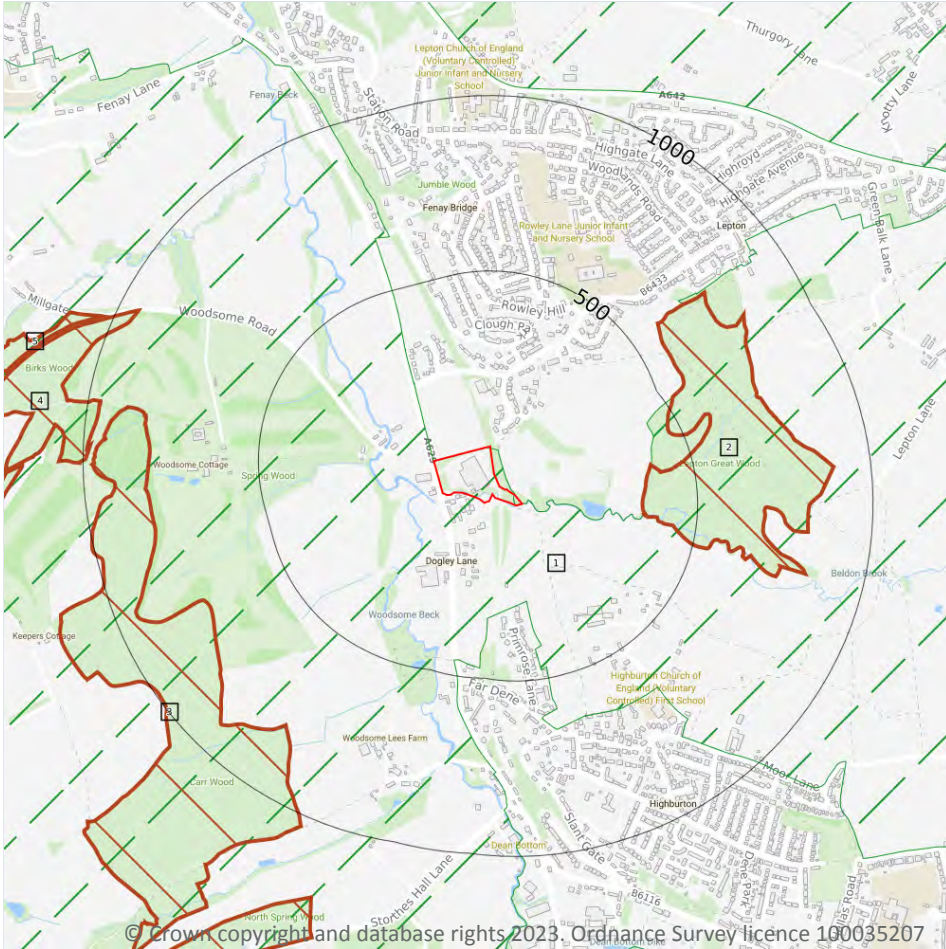 Lepton Church of England
(Voluntary Controlled)
Junior Infant and Nursery
School
Thurgory Lane
Fenay Lane
Fenay Beck
Station Road
A642
Knotty Lane
1000
Highgate Lane
Highroyd
Woodlands Road
Highgate Avenue
Jumble Wood
Fenay Bridge
Rowley Lane Junior Infant
and Nursery School
Lepton
Green Balk Lane
B6433
Millgate
Woodsome Road
500
Rowley Hill
Clough Park
5
Birks Wood
4
Lepton Lane
2
Lepton Great Wood
Woodsome Cottage
Spring Wood
Dogley Lane
1
Beldon Brook
Woodsome Beck
Keepers Cottage
Primrose Lane
Far Dene
Highburton Church of
England (Voluntary
Controlled) First School
3
Woodsome Lees Farm
Moor Lane
Carr Wood
Highburton
Slant Gate
Dean Bottom
Dene Park
B6116
Storthes Hall Lane
North Spring Wood
© Crown copyright and database rights 2023. Ordnance Survey licence 100035207
Dean Bottom Bike